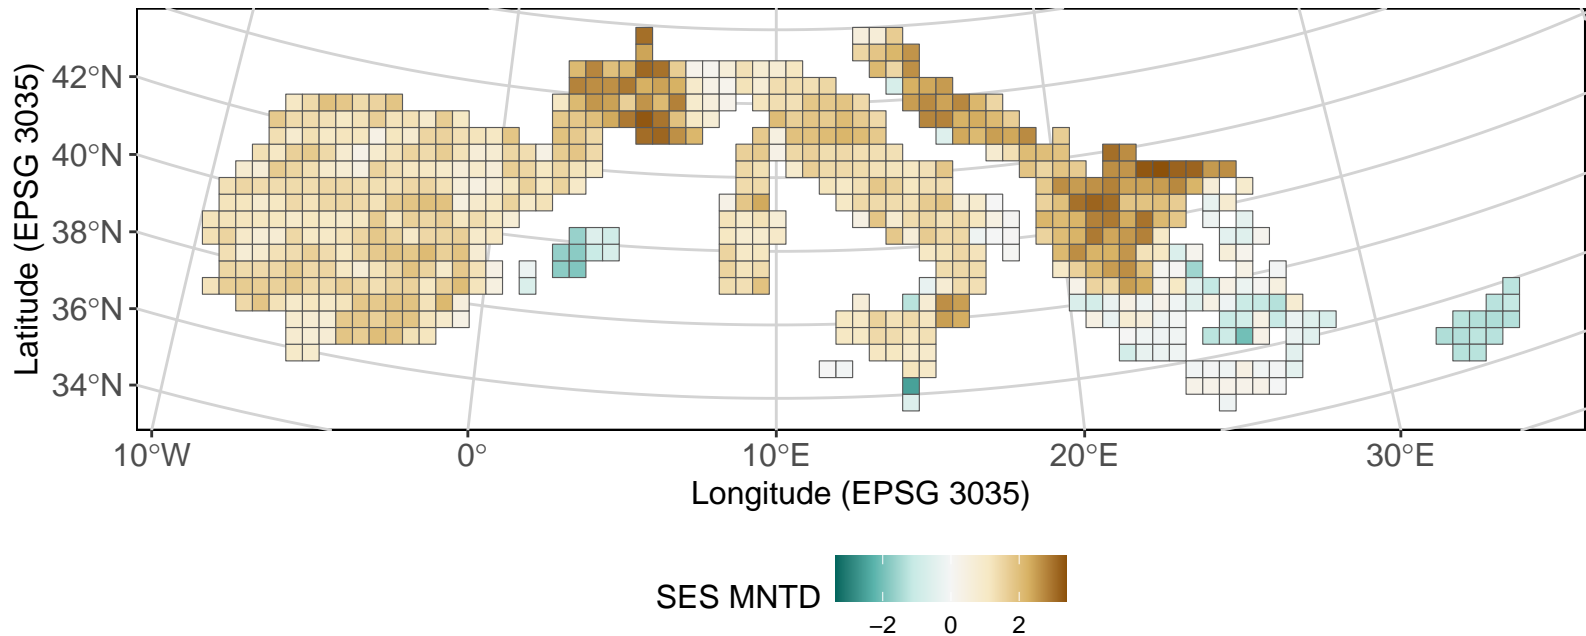 Latitude (EPSG 3035)
42°N
40°N
38°N
36°N
34°N
10°W 0° 10°E 20°E 30°E
Longitude (EPSG 3035)
SES MNTD
−2 0 2